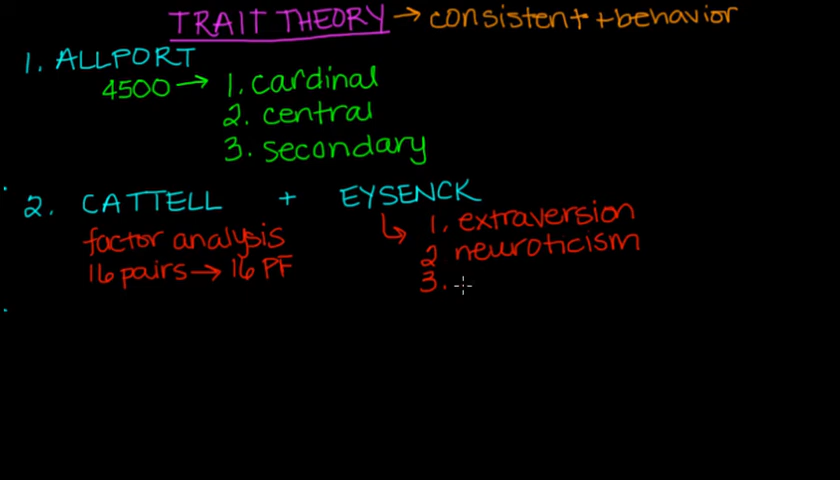 TRAIT THEORY → consistent + behavior
1. ALLPORT
4500 → 1. cardinal
2. central
3. secondary
2. CATTELL + EYSENCK
factor analysis
16 pairs → 16 PF
1. extraversion
2 neuroticism
3.